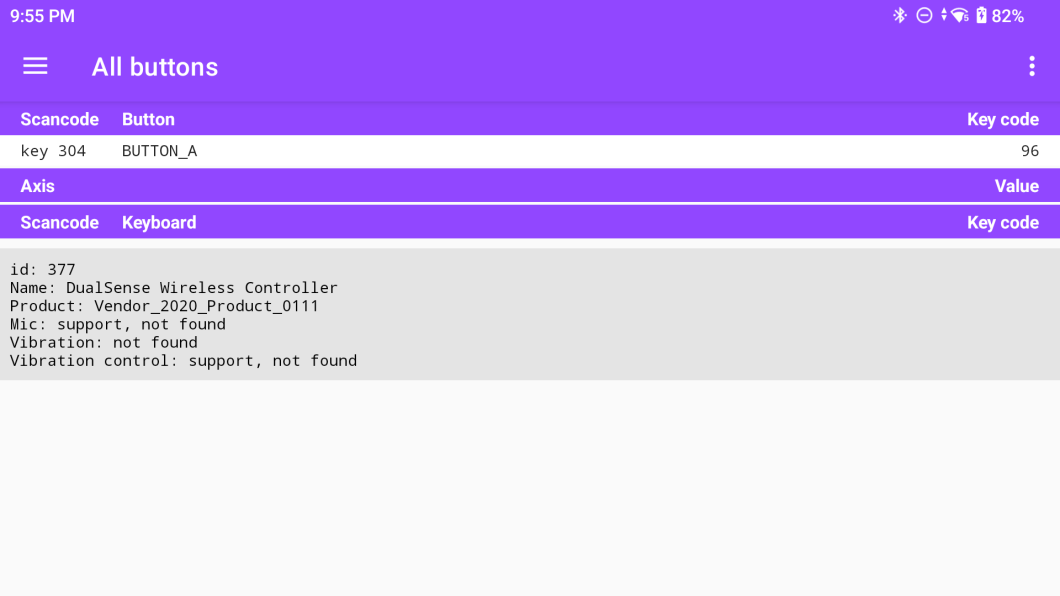 9:55 PM 82%
All buttons
Scancode Button Key code
key 304 BUTTON_A 96
Axis Value
Scancode Keyboard Key code
id: 377
Name: DualSense Wireless Controller
Product: Vendor_2020_Product_0111
Mic: support, not found
Vibration: not found
Vibration control: support, not found